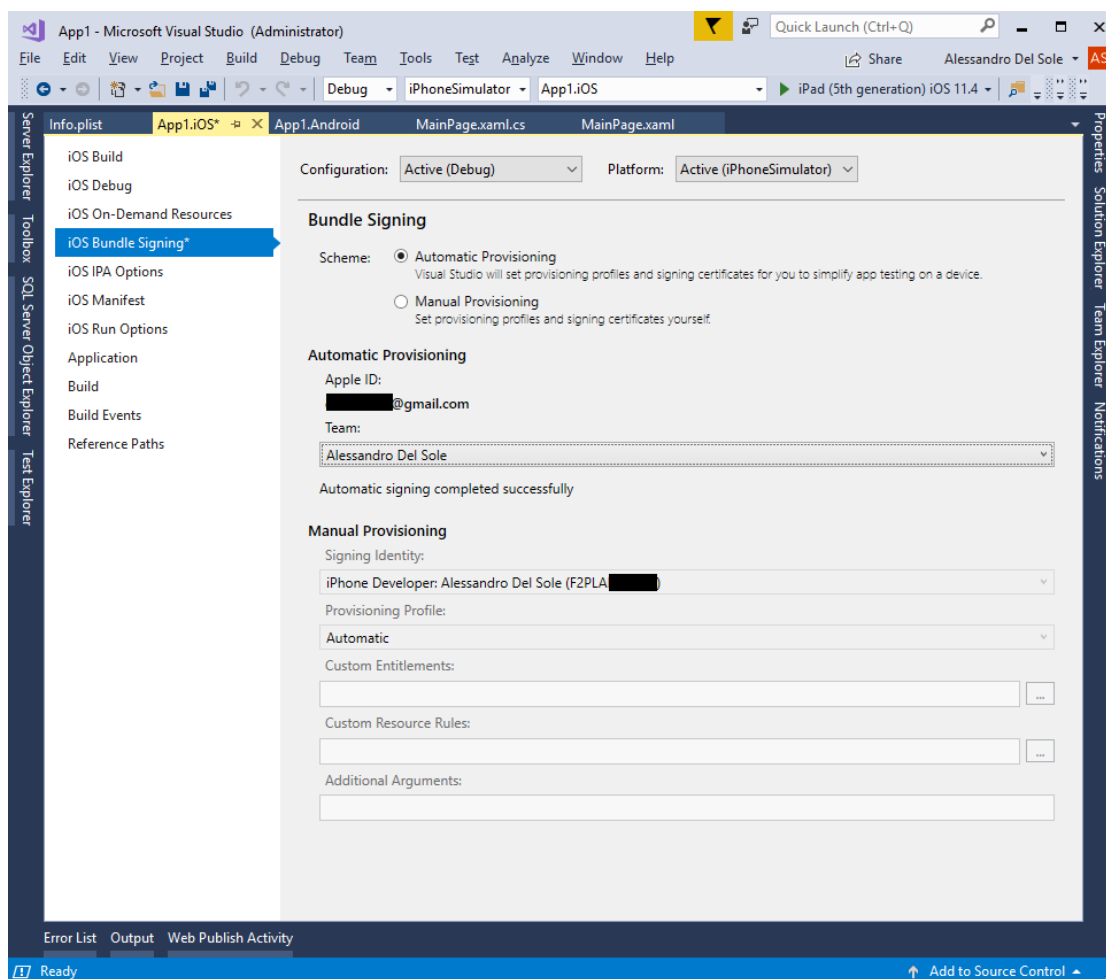 App1 - Microsoft Visual Studio (Administrator)
Quick Launch (Ctrl+Q)
File Edit View Project Build Debug Team Tools Test Analyze Window Help
Share Alessandro Del Sole AS
Debug iPhoneSimulator App1.iOS iPad (5th generation) iOS 11.4
Info.plist App1.iOS* App1.Android MainPage.xaml.cs MainPage.xaml
Server Explorer
Toolbox
SQL Server Object Explorer
Test Explorer
iOS Build
iOS Debug
iOS On-Demand Resources
iOS Bundle Signing*
iOS IPA Options
iOS Manifest
iOS Run Options
Application
Build
Build Events
Reference Paths
Configuration: Active (Debug) Platform: Active (iPhoneSimulator)
Bundle Signing
Scheme: Automatic Provisioning
Visual Studio will set provisioning profiles and signing certificates for you to simplify app testing on a device.
Manual Provisioning
Set provisioning profiles and signing certificates yourself.
Automatic Provisioning
Apple ID:
@gmail.com
Team:
Alessandro Del Sole
Automatic signing completed successfully
Manual Provisioning
Signing Identity:
iPhone Developer: Alessandro Del Sole (F2PLA )
Provisioning Profile:
Automatic
Custom Entitlements:
...
Custom Resource Rules:
...
Additional Arguments:
Properties
Solution Explorer
Team Explorer
Notifications
Error List Output Web Publish Activity
Ready Add to Source Control